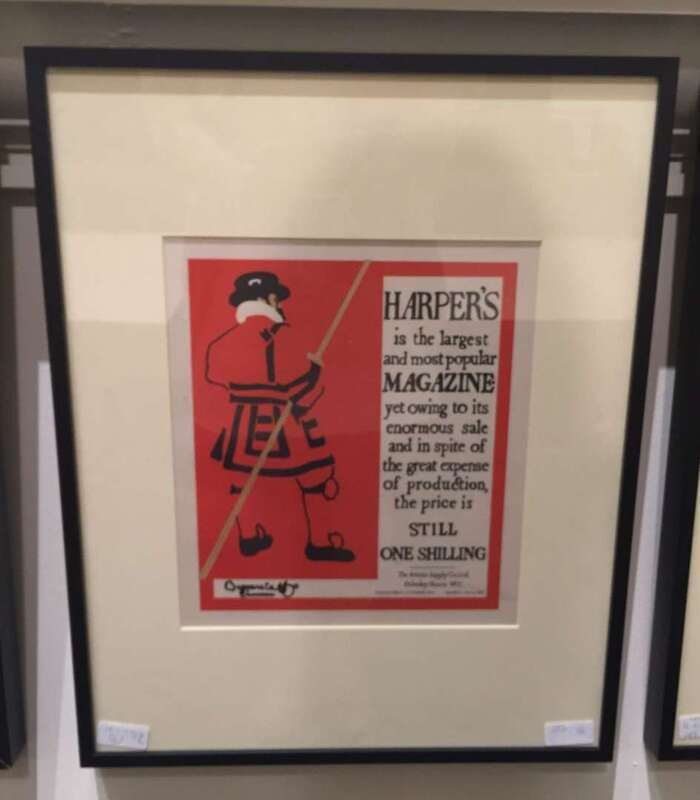 HARPER'S
is the largest
and most popular
MAGAZINE
yet owing to its
enormous sale
and in spite of
the great expense
of production,
the price is
STILL
ONE SHILLING